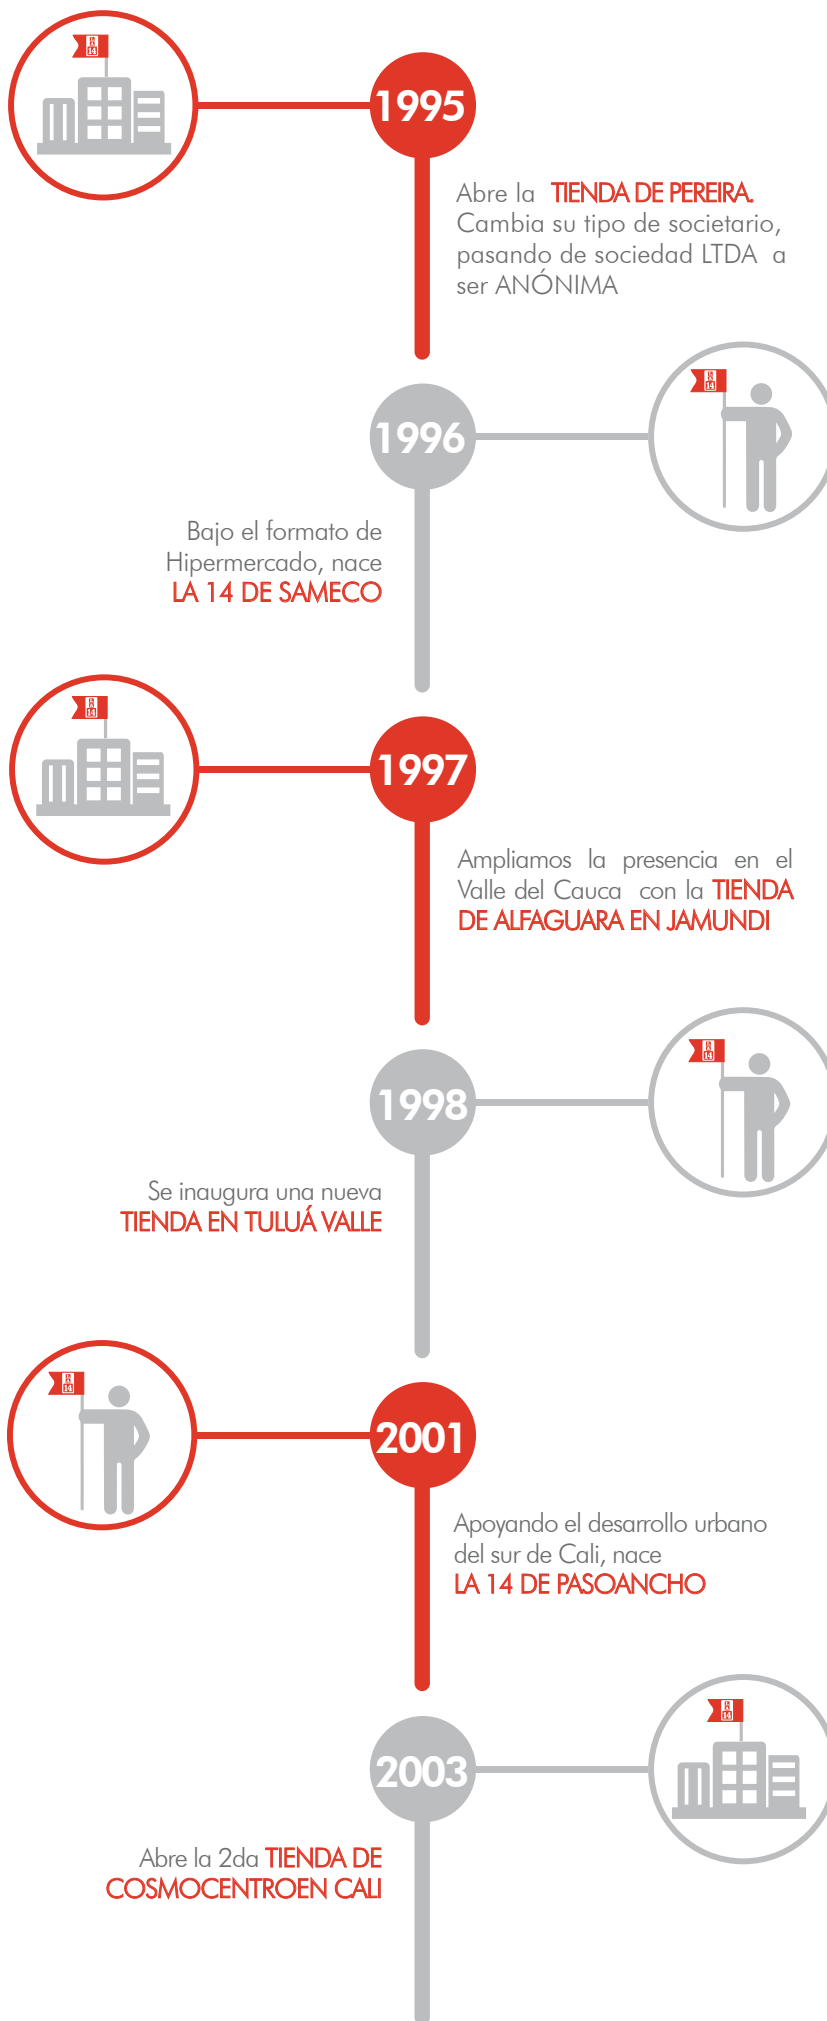 1995
Abre la TIENDA DE PEREIRA.
Cambia su tipo de societario,
pasando de sociedad LTDA a
ser ANÓNIMA
1996
Bajo el formato de
Hipermercado, nace
LA 14 DE SAMECO
1997
Ampliamos la presencia en el
Valle del Cauca con la TIENDA
DE ALFAGUARA EN JAMUNDI
1998
Se inaugura una nueva
TIENDA EN TULUÁ VALLE
2001
Apoyando el desarrollo urbano
del sur de Cali, nace
LA 14 DE PASOANCHO
2003
Abre la 2da TIENDA DE
COSMOCENTROEN CALI